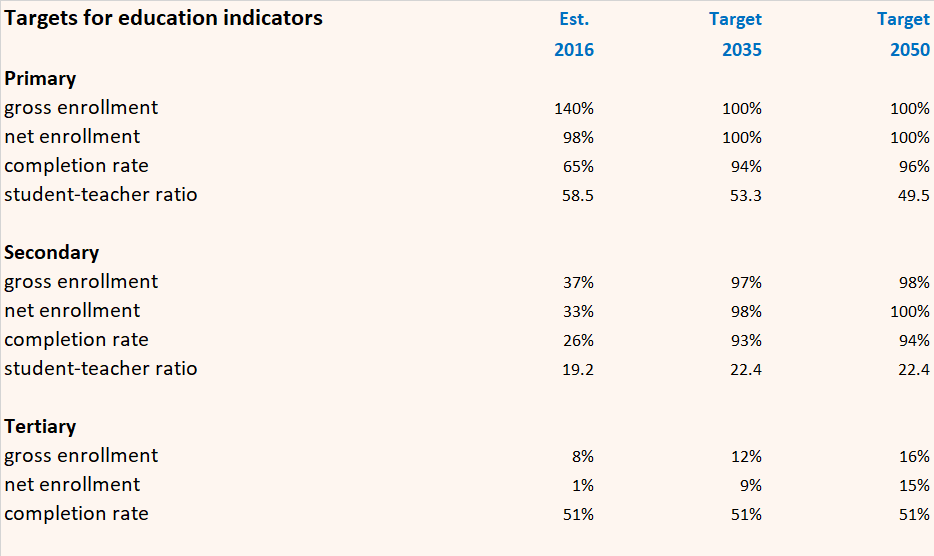 Targets for education indicators Est. Target Target
2016 2035 2050
Primary
gross enrollment 140% 100% 100%
net enrollment 98% 100% 100%
completion rate 65% 94% 96%
student-teacher ratio 58.5 53.3 49.5
Secondary
gross enrollment 37% 97% 98%
net enrollment 33% 98% 100%
completion rate 26% 93% 94%
student-teacher ratio 19.2 22.4 22.4
Tertiary
gross enrollment 8% 12% 16%
net enrollment 1% 9% 15%
completion rate 51% 51% 51%